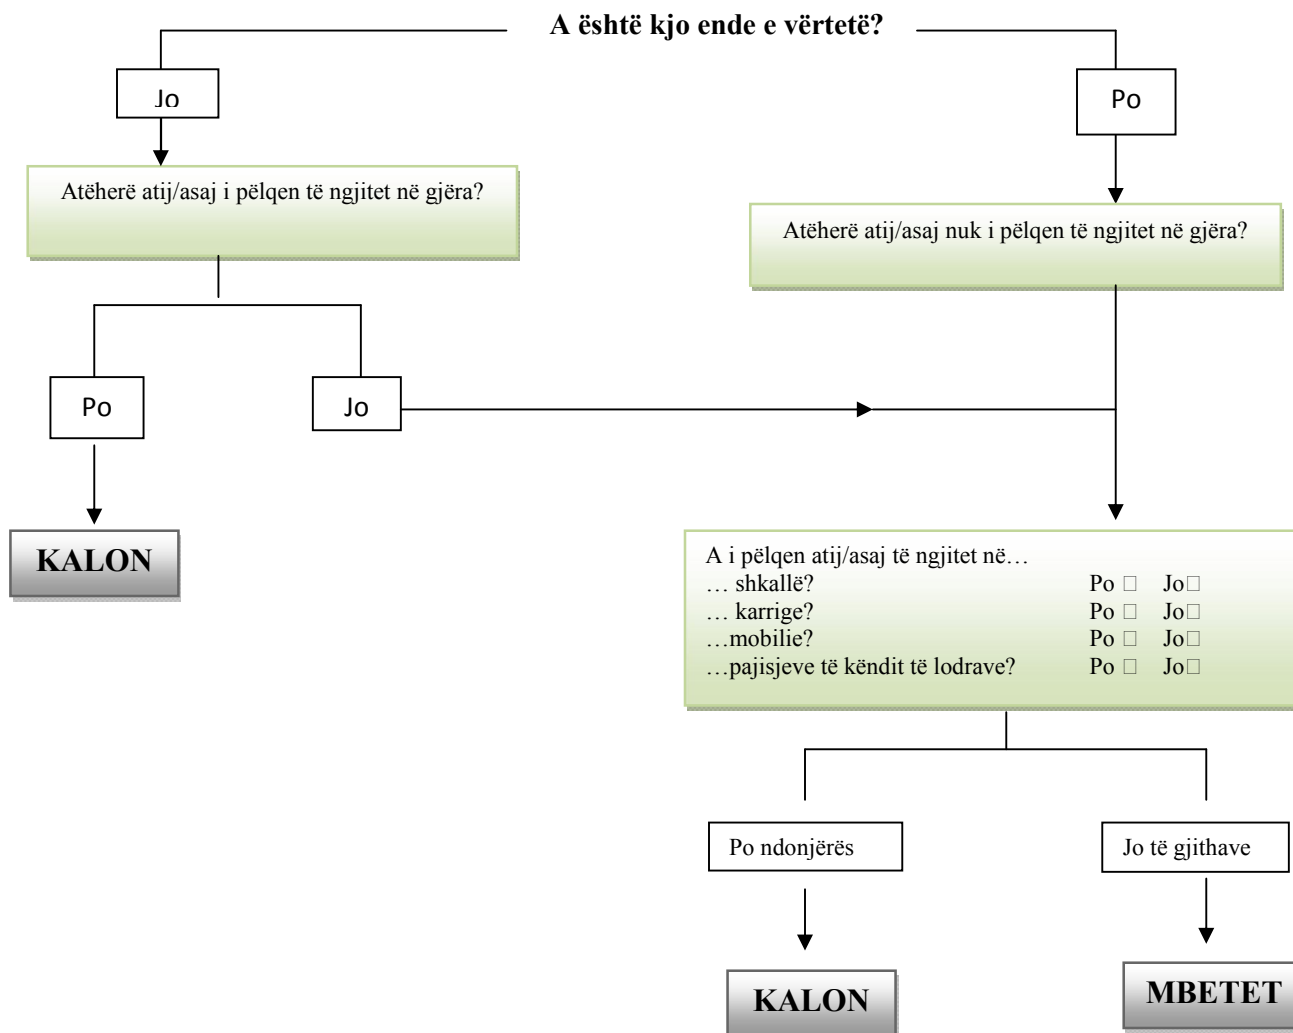 A është kjo ende e vërtetë?
Jo
Po
Atëherë atij/asaj i pëlqen të ngjitet në gjëra?
Atëherë atij/asaj nuk i pëlqen të ngjitet në gjëra?
Po
Jo
KALON
A i pëlqen atij/asaj të ngjitet në…
… shkallë? Po □ Jo□
… karrige? Po □ Jo□
…mobilie? Po □ Jo□
…pajisjeve të këndit të lodrave? Po □ Jo□
Po ndonjërës
Jo të gjithave
KALON
MBETET